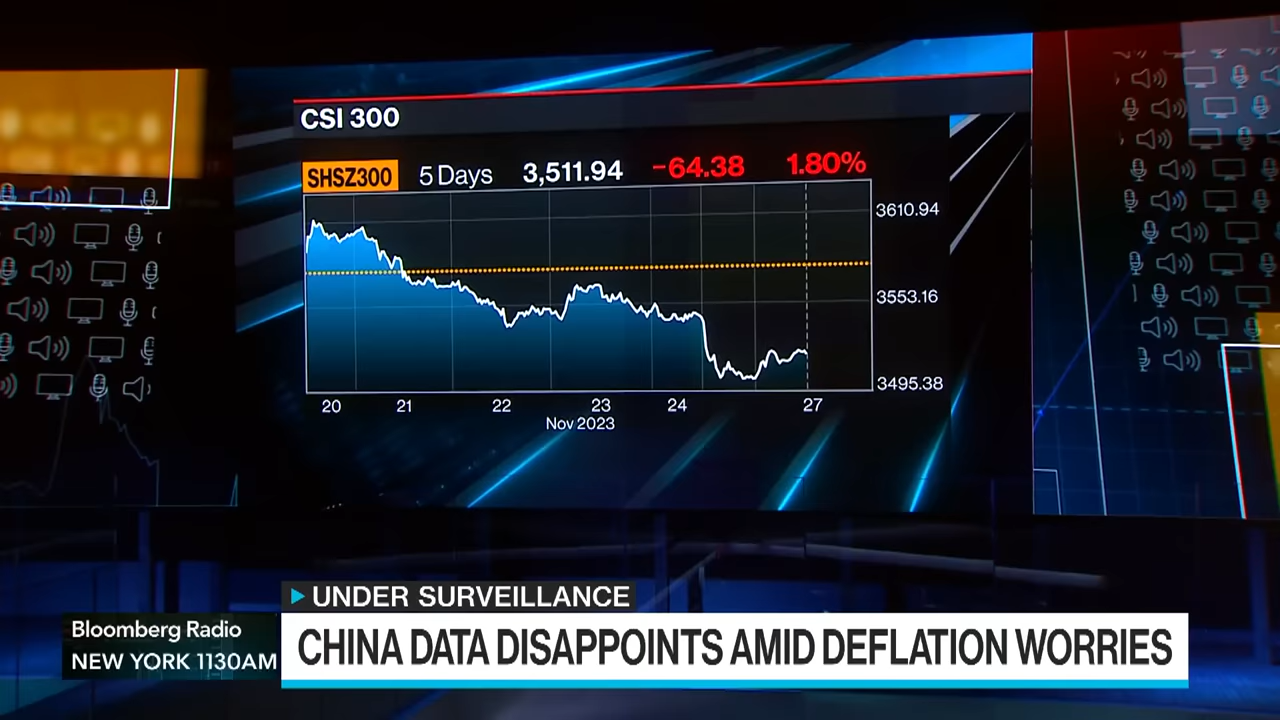 CSI 300
SHSZ300 5 Days 3,511.94 -64.38 1.80%
3610.94
3553.16
3495.38
20 21 22 23 24 27
Nov 2023
UNDER SURVEILLANCE
Bloomberg Radio
NEW YORK 1130AM
CHINA DATA DISAPPOINTS AMID DEFLATION WORRIES